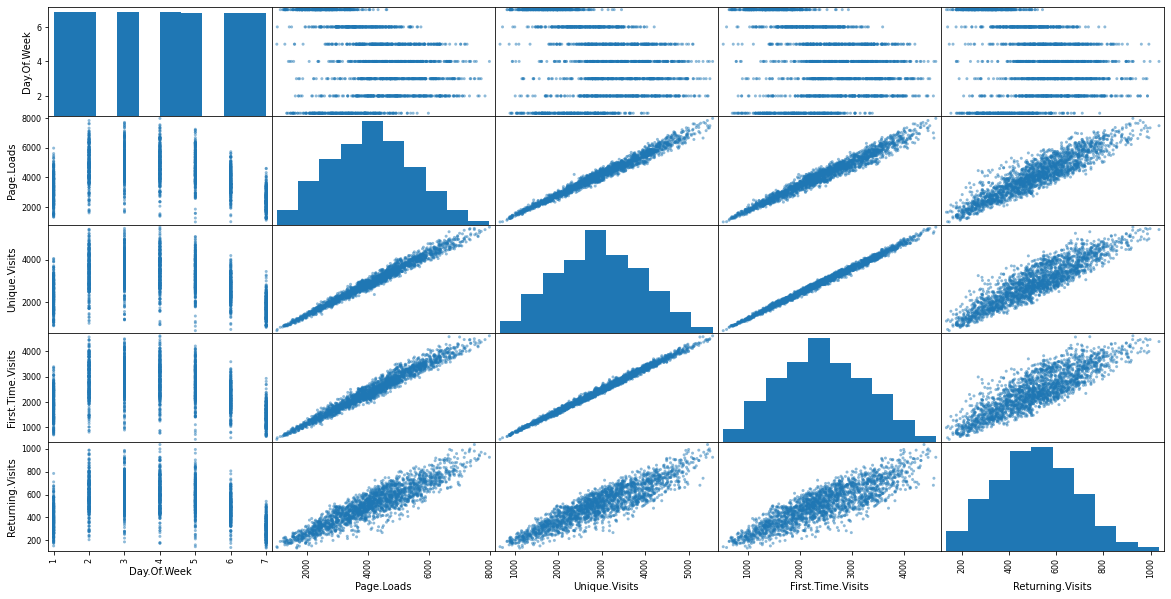 Day.Of.Week
6
4
2
Page.Loads
8000
6000
4000
2000
Unique.Visits
4000
2000
First.Time.Visits
4000
3000
2000
1000
Returning.Visits
1000
800
600
400
200
1 2 3 4 5 6 7
2000 4000 6000 8000
1000 2000 3000 4000 5000
1000 2000 3000 4000
200 400 600 800 1000
Day.Of.Week
Page.Loads
Unique.Visits
First.Time.Visits
Returning.Visits